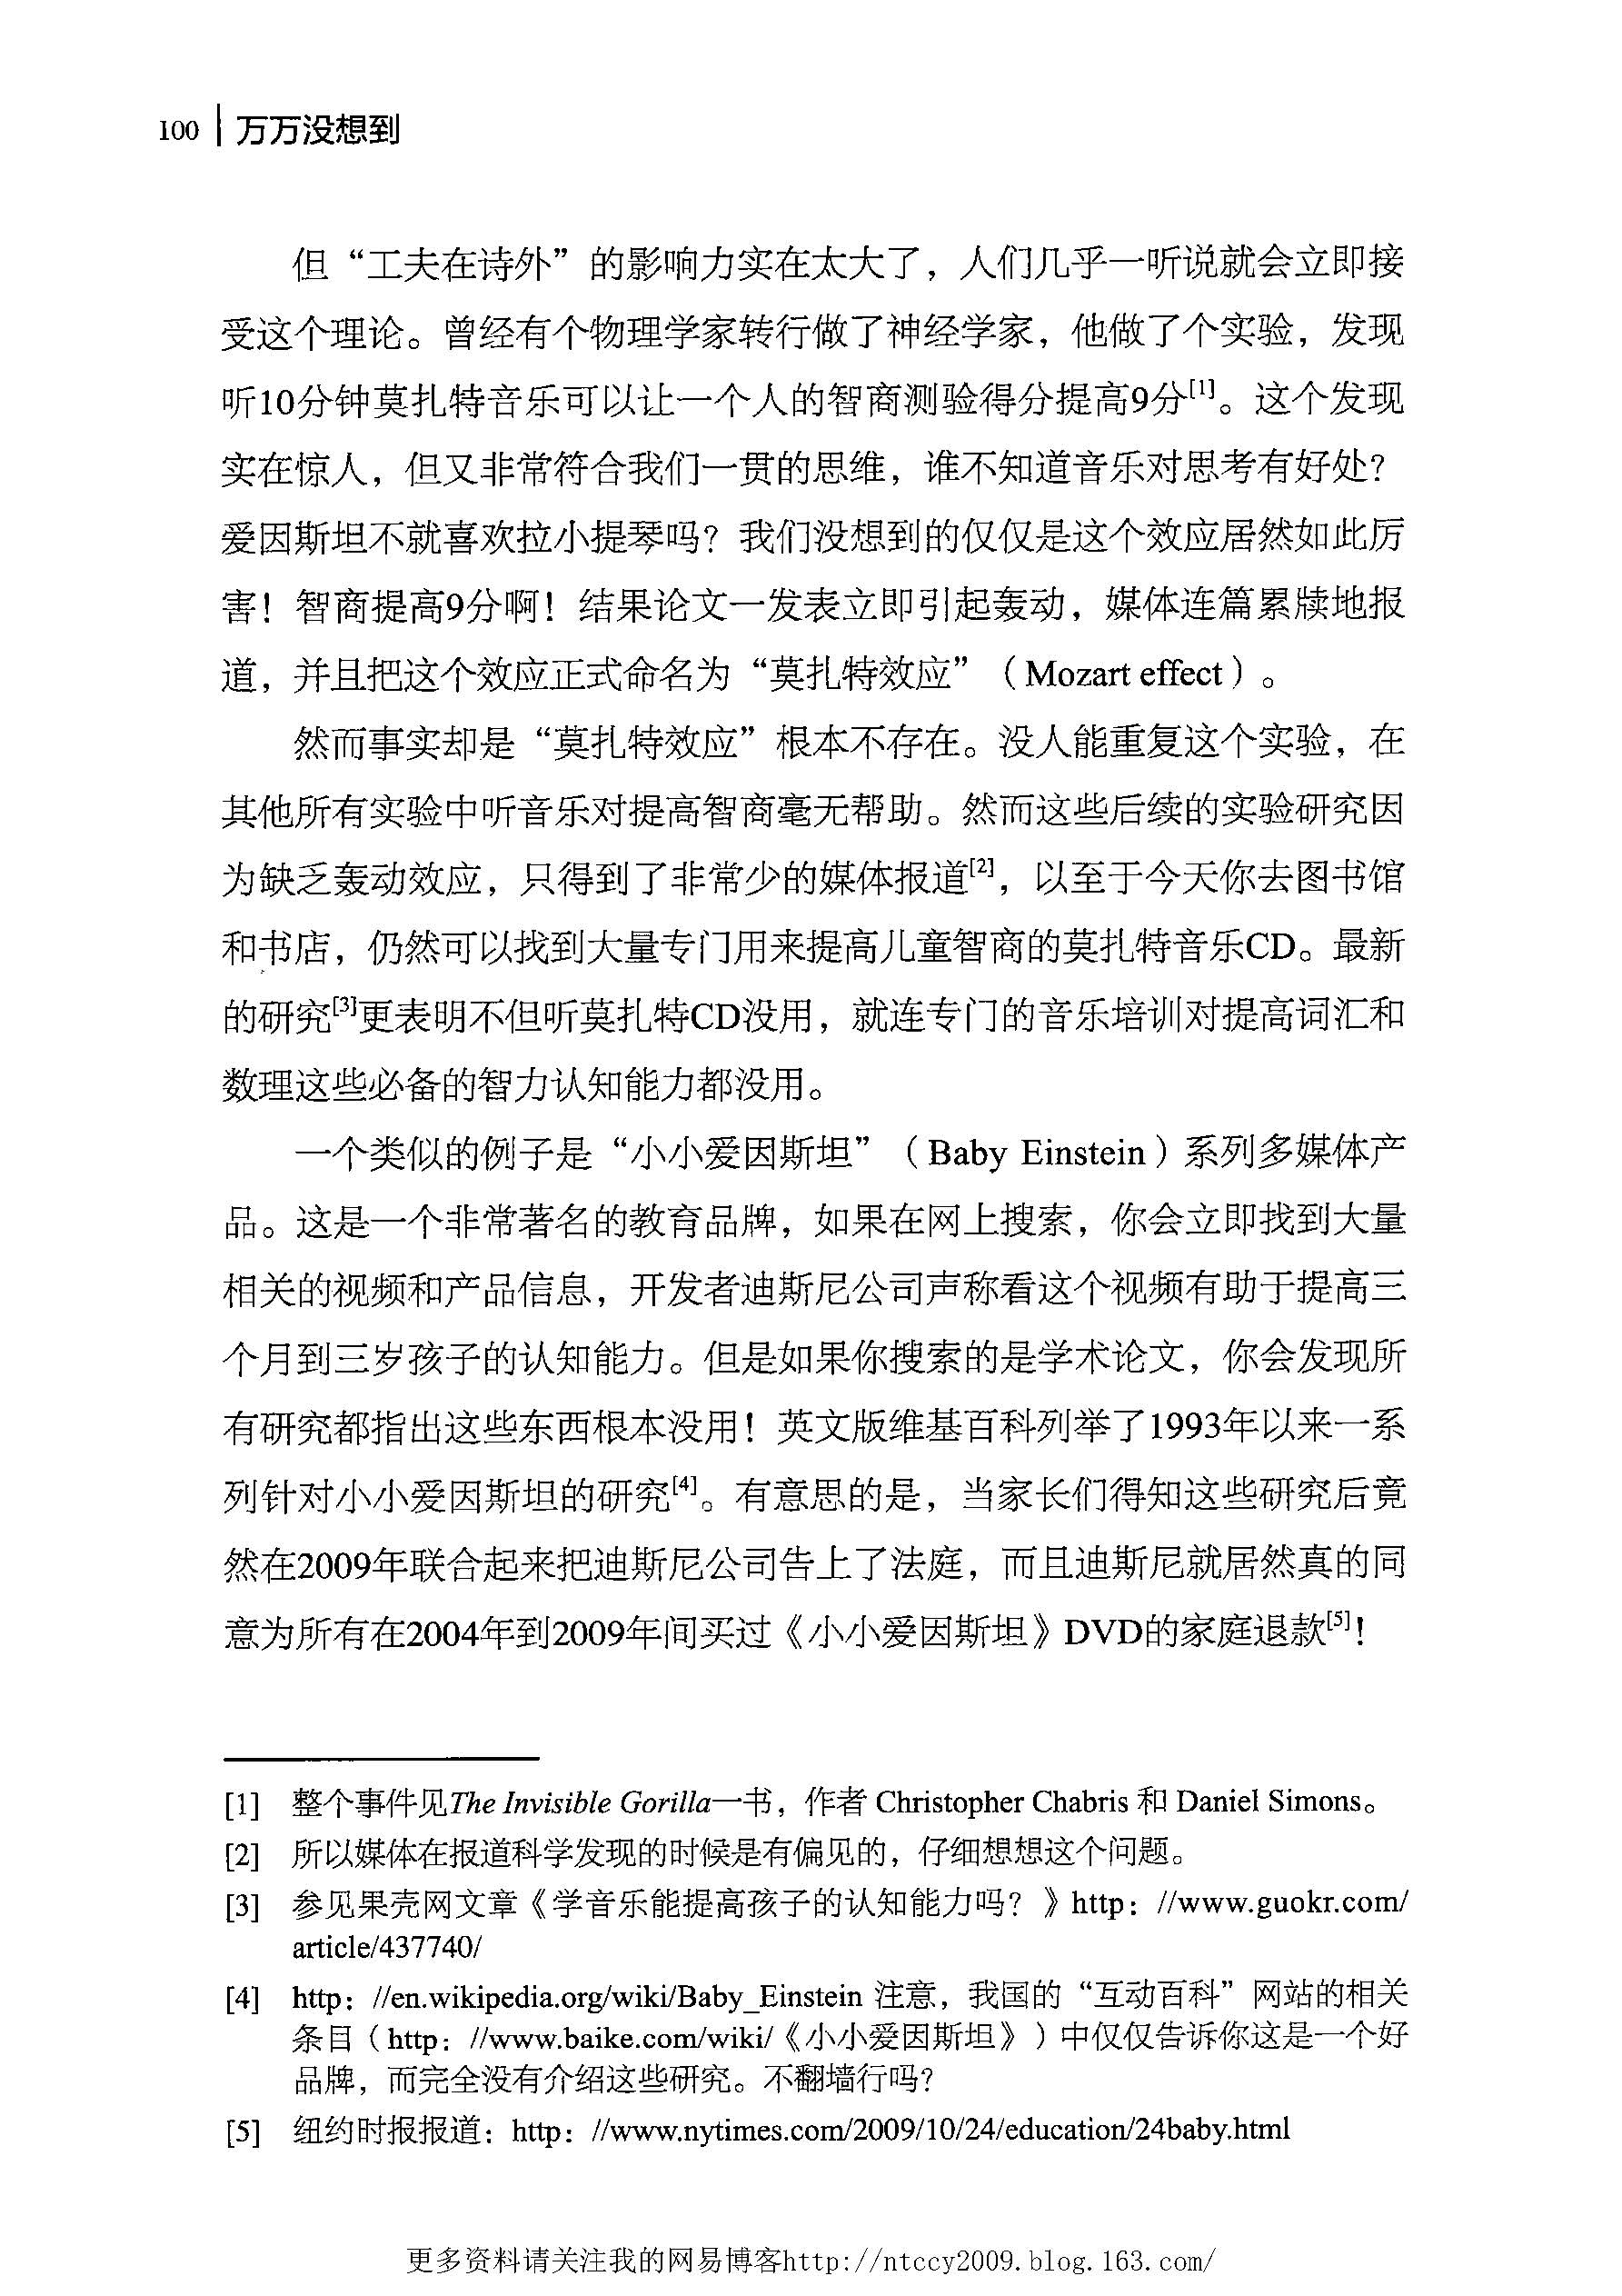 100 万万没想到
但“工夫在诗外”的影响力实在太大了，人们几乎一听说就会立即接
受这个理论。曾经有个物理学家转行做了神经学家，他做了个实验，发现
听10分钟莫扎特音乐可以让一个人的智商测验得分提高9分[1]。这个发现
实在惊人，但又非常符合我们一贯的思维，谁不知道音乐对思考有好处？
爱因斯坦不就喜欢拉小提琴吗？我们没想到的仅仅是这个效应居然如此厉
害！智商提高9分啊！结果论文一发表立即引起轰动，媒体连篇累牍地报
道，并且把这个效应正式命名为“莫扎特效应”（Mozart effect）。
然而事实却是“莫扎特效应”根本不存在。没人能重复这个实验，在
其他所有实验中听音乐对提高智商毫无帮助。然而这些后续的实验研究因
为缺乏轰动效应，只得到了非常少的媒体报道[2]，以至于今天你去图书馆
和书店，仍然可以找到大量专门用来提高儿童智商的莫扎特音乐CD。最新
的研究[3]更表明不但听莫扎特CD没用，就连专门的音乐培训对提高词汇和
数理这些必备的智力认知能力都没用。
一个类似的例子是“小小爱因斯坦”（Baby Einstein）系列多媒体产
品。这是一个非常著名的教育品牌，如果在网上搜索，你会立即找到大量
相关的视频和产品信息，开发者迪斯尼公司声称看这个视频有助于提高三
个月到三岁孩子的认知能力。但是如果你搜索的是学术论文，你会发现所
有研究都指出这些东西根本没用！英文版维基百科列举了1993年以来一系
列针对小小爱因斯坦的研究[4]。有意思的是，当家长们得知这些研究后竟
然在2009年联合起来把迪斯尼公司告上了法庭，而且迪斯尼就居然真的同
意为所有在2004年到2009年间买过《小小爱因斯坦》DVD的家庭退款[5]！
[1] 整个事件见The Invisible Gorilla一书，作者 Christopher Chabris 和 Daniel Simons。
[2] 所以媒体在报道科学发现的时候是有偏见的，仔细想想这个问题。
[3] 参见果壳网文章《学音乐能提高孩子的认知能力吗？》http：//www.guokr.com/
article/437740/
[4] http：//en.wikipedia.org/wiki/Baby_Einstein 注意，我国的“互动百科”网站的相关
条目（http：//www.baike.com/wiki/《小小爱因斯坦》）中仅仅告诉你这是一个好
品牌，而完全没有介绍这些研究。不翻墙行吗？
[5] 纽约时报报道：http：//www.nytimes.com/2009/10/24/education/24baby.html
更多资料请关注我的网易博客http://ntccy2009.blog.163.com/